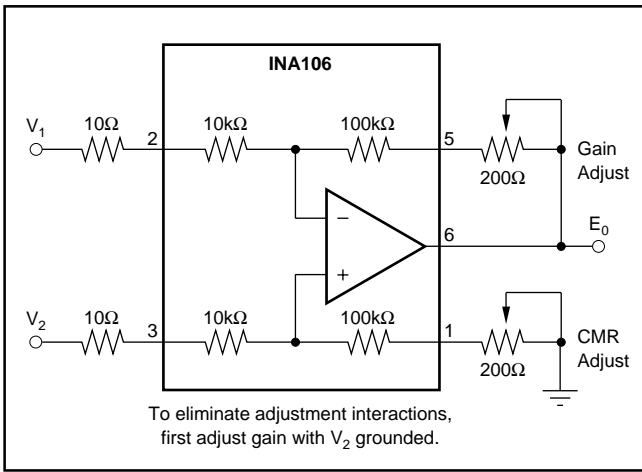 INA106
V1
10Ω
2
10kΩ
100kΩ
5
200Ω
Gain
Adjust
−
+
6
E0
V2
10Ω
3
10kΩ
100kΩ
1
200Ω
CMR
Adjust
To eliminate adjustment interactions,
first adjust gain with V2 grounded.